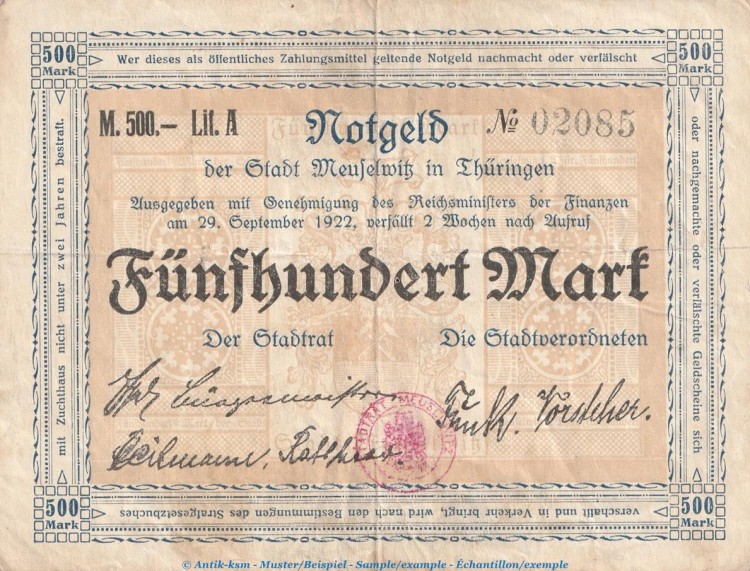 500
Mark
Wer dieses als öffentliches Zahlungsmittel geltende Notgeld nachmacht oder verfälscht
500
Mark
oder nachgemachte oder verfälschte Geldscheine sich
M. 500.— Lit. A
Notgeld
№ 02085
der Stadt Meuselwitz in Thüringen
Ausgegeben mit Genehmigung des Reichsministers der Finanzen
am 29. September 1922, verfällt 2 Wochen nach Aufruf
Fünfhundert Mark
Der Stadtrat
Die Stadtverordneten
Bürgermeister
Funk. Vorsteher.
STADTRAT MEUSELWITZ
500
Mark
verschafft und in Verkehr bringt, wird nach den Bestimmungen des Strafgesetzbuches
500
Mark
mit Zuchthaus nicht unter zwei Jahren bestraft.
© Antik-ksm - Muster/Beispiel - Sample/example - Échantillon/exemple